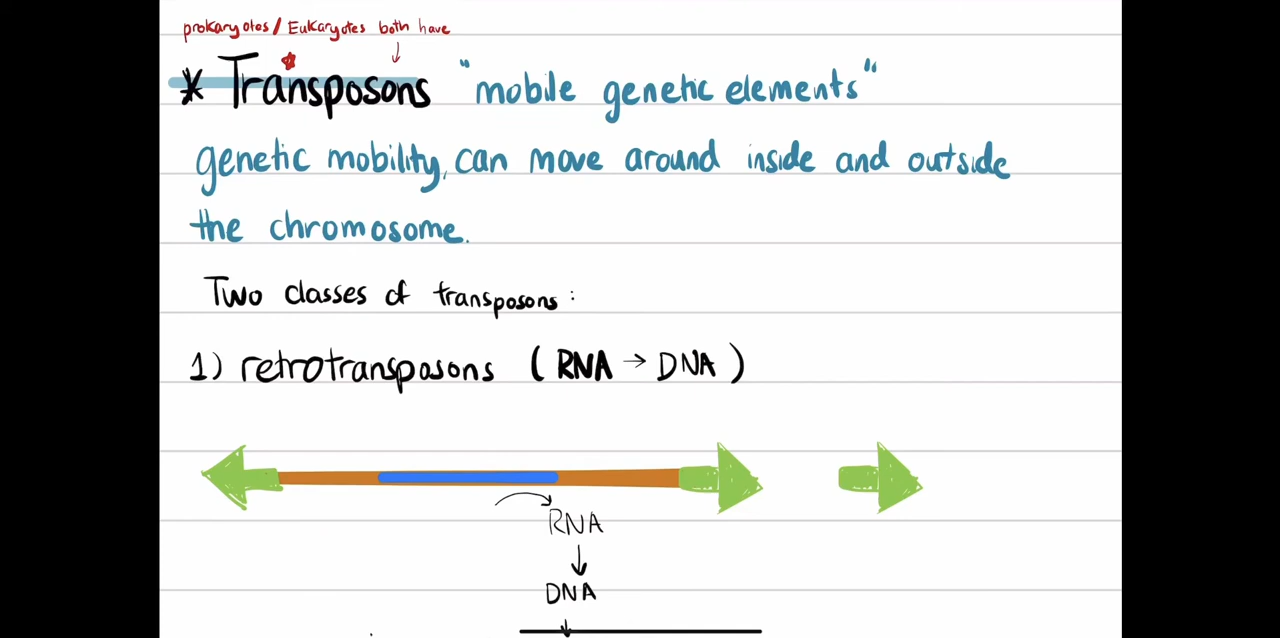 prokaryotes / Eukaryotes both have
* Transposons "mobile genetic elements"
genetic mobility, can move around inside and outside
the chromosome.
Two classes of transposons :
1) retrotransposons ( RNA → DNA )
RNA
↓
DNA